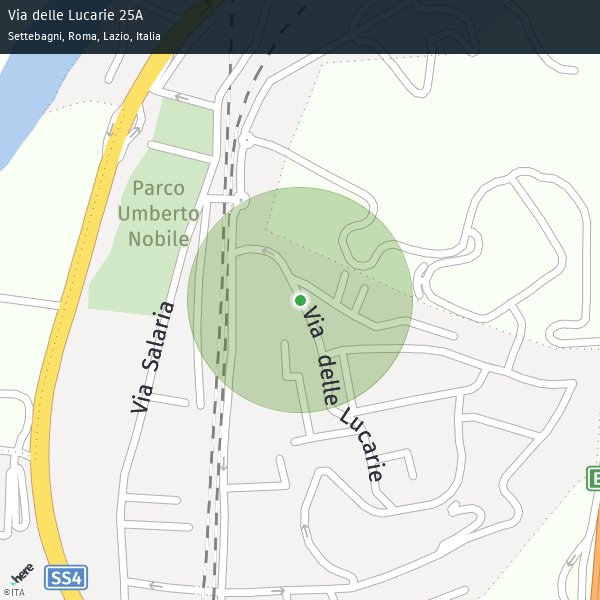 Via delle Lucarie 25A
Settebagni, Roma, Lazio, Italia
Parco
Umberto
Nobile
Via Salaria
Via delle Lucarie
E
SS4
here
©ITA